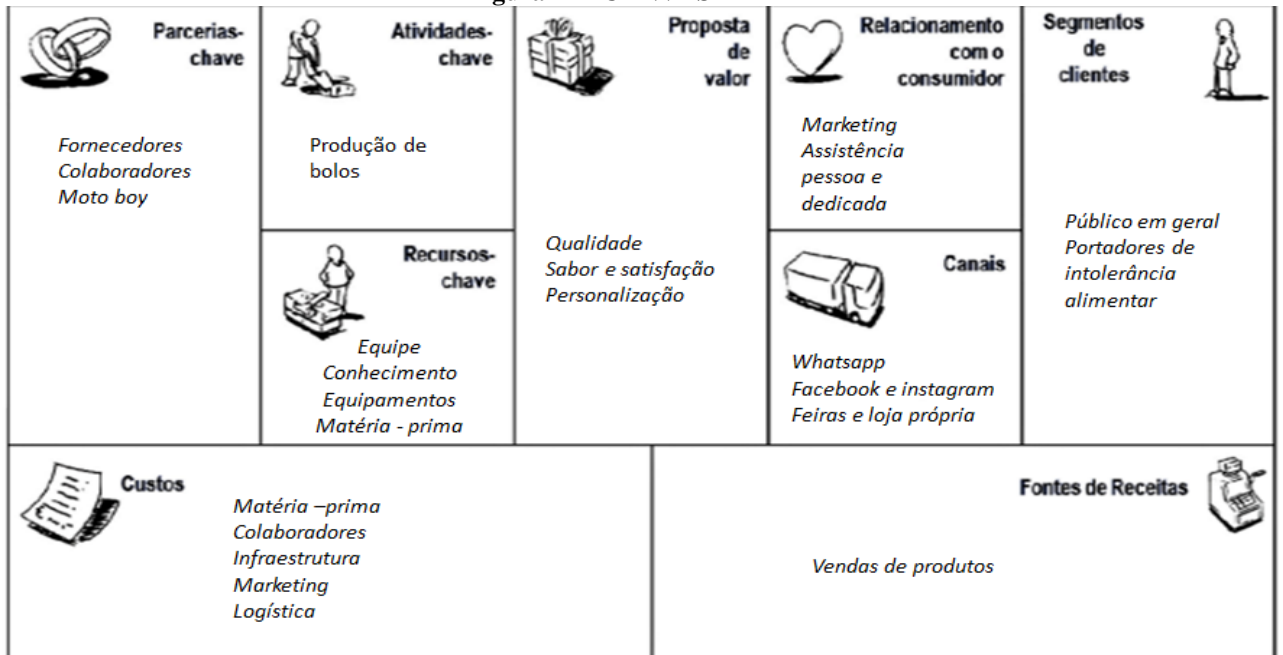 Parcerias-
chave
Fornecedores
Colaboradores
Moto boy
Atividades-
chave
Produção de
bolos
Recursos-
chave
Equipe
Conhecimento
Equipamentos
Matéria - prima
Proposta
de
valor
Qualidade
Sabor e satisfação
Personalização
Relacionamento
com o
consumidor
Marketing
Assistência
pessoa e
dedicada
Canais
Whatsapp
Facebook e instagram
Feiras e loja própria
Segmentos
de
clientes
Público em geral
Portadores de
intolerância
alimentar
Custos
Matéria –prima
Colaboradores
Infraestrutura
Marketing
Logística
Fontes de Receitas
Vendas de produtos